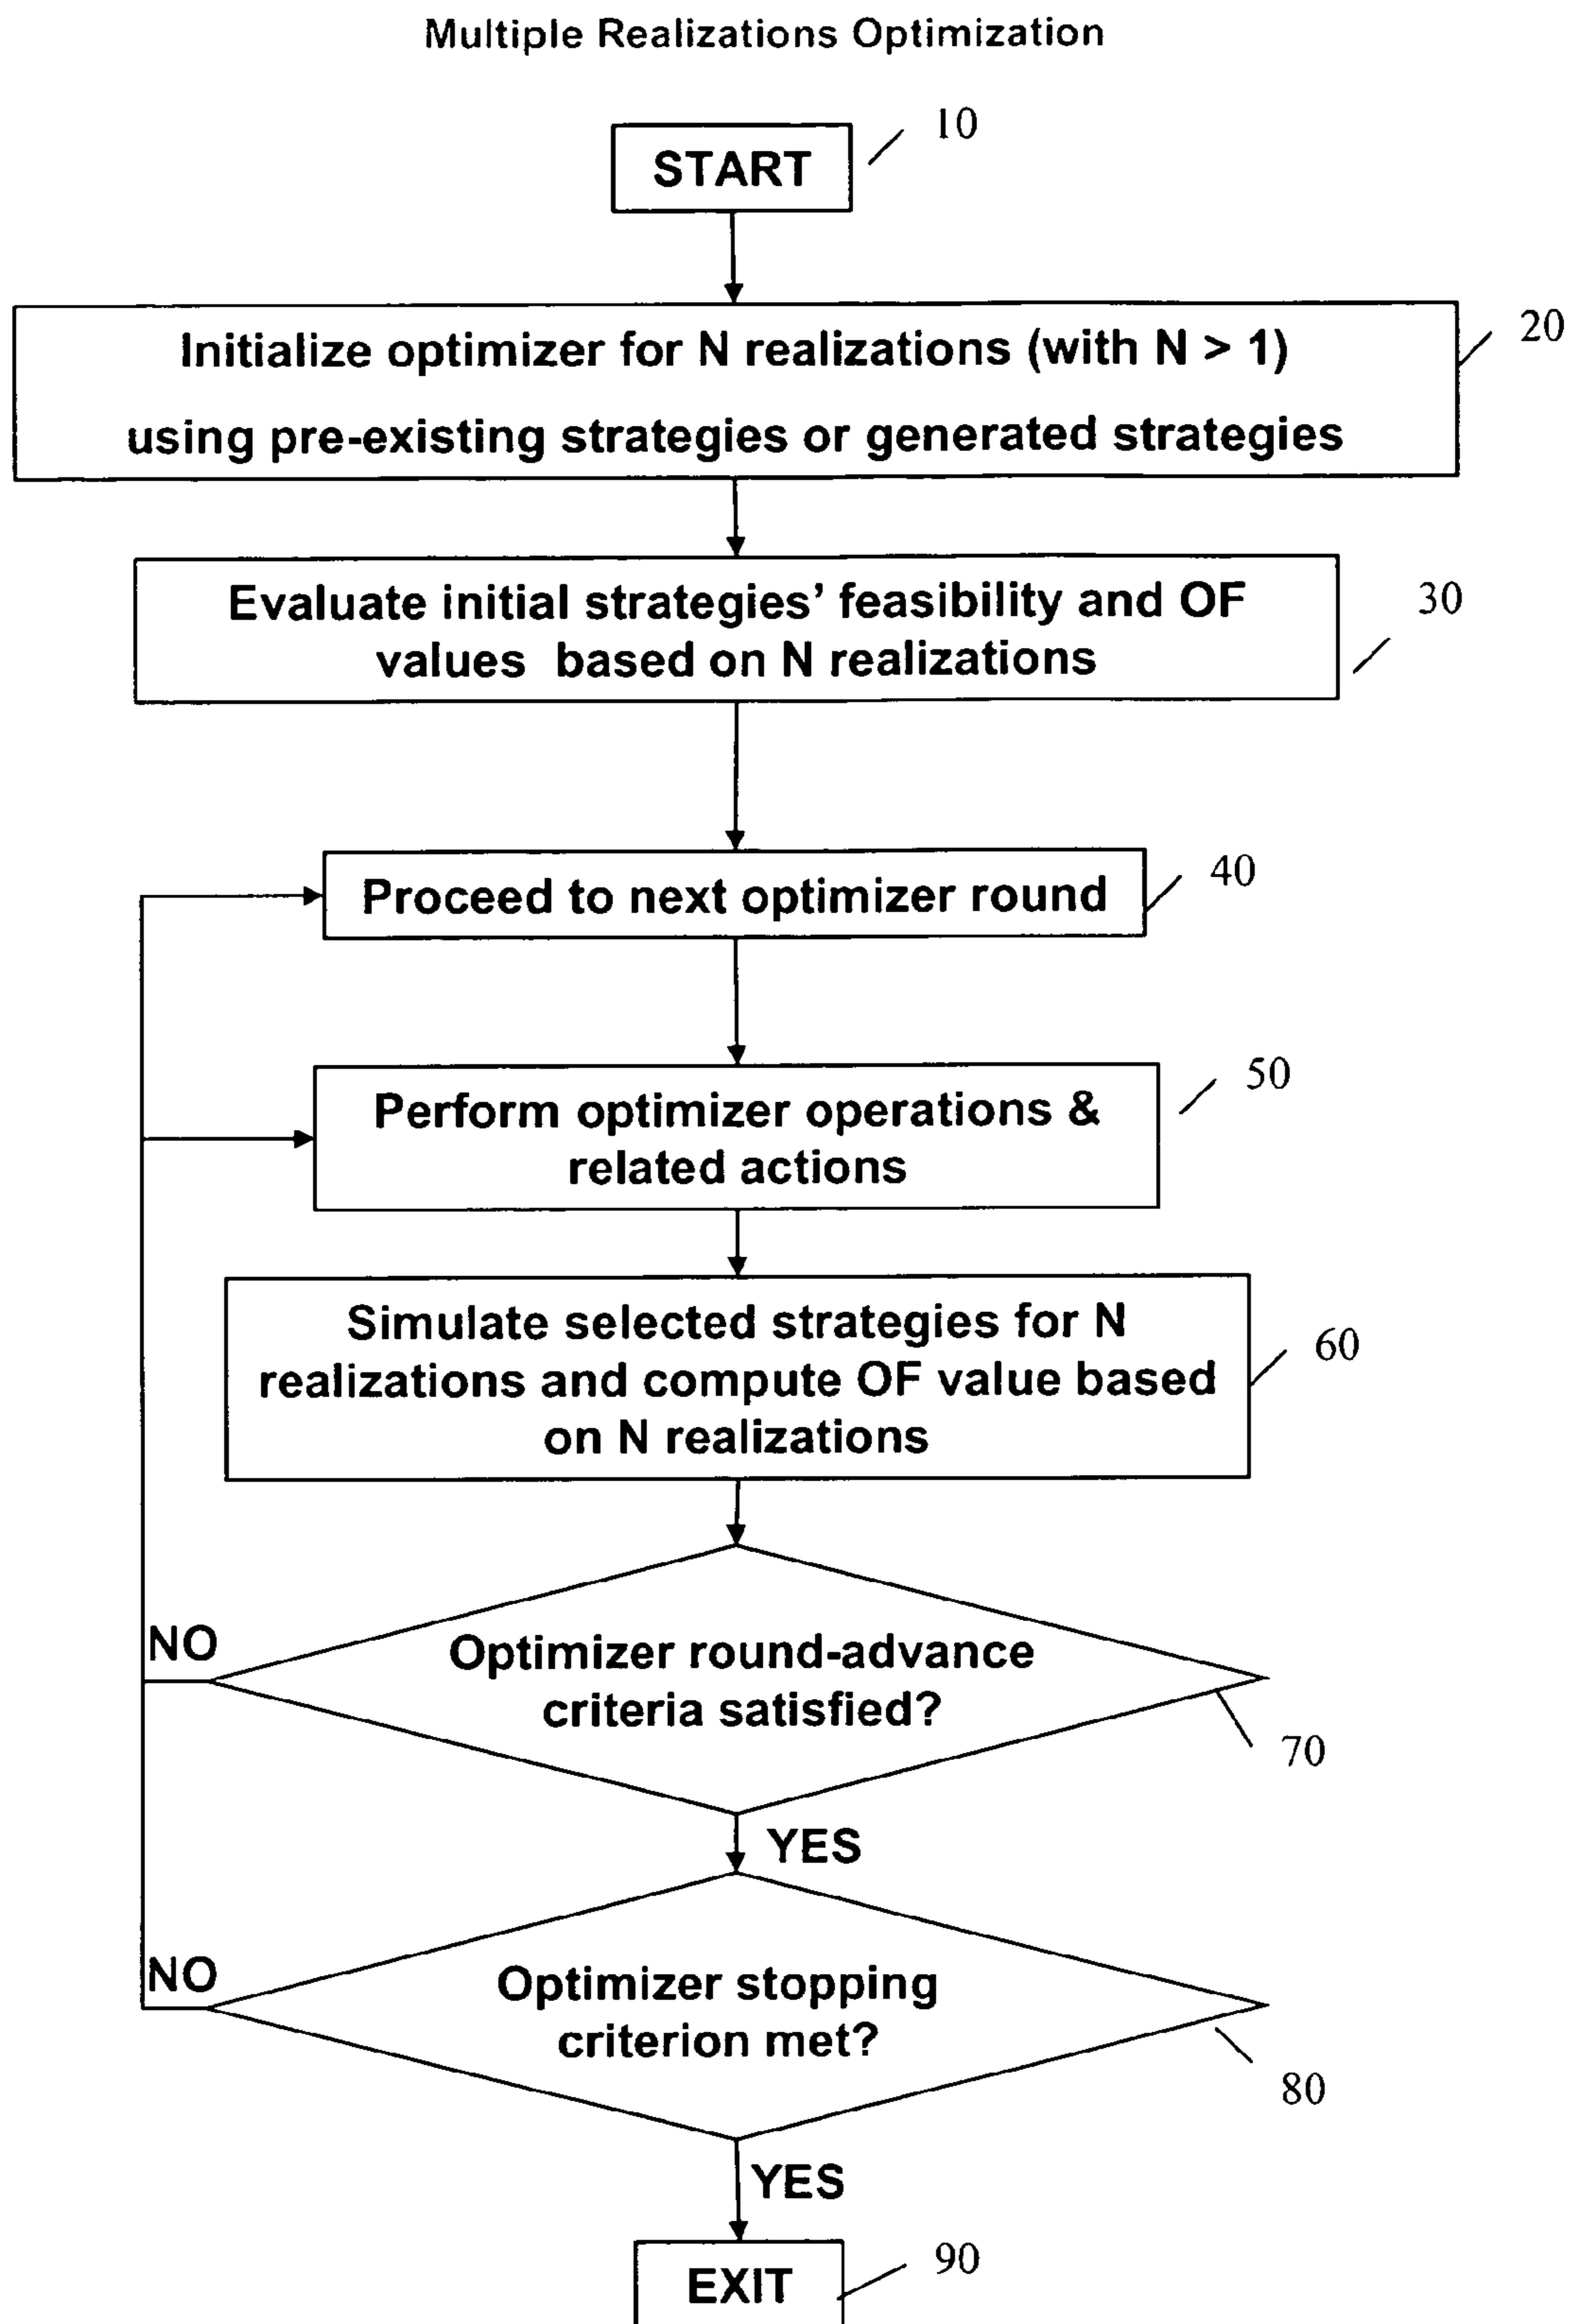 Multiple Realizations Optimization
START
10
Initialize optimizer for N realizations (with N > 1)
using pre-existing strategies or generated strategies
20
Evaluate initial strategies’ feasibility and OF
values based on N realizations
30
Proceed to next optimizer round
40
Perform optimizer operations &
related actions
50
Simulate selected strategies for N
realizations and compute OF value based
on N realizations
60
NO
Optimizer round-advance
criteria satisfied?
70
YES
NO
Optimizer stopping
criterion met?
80
YES
EXIT
90